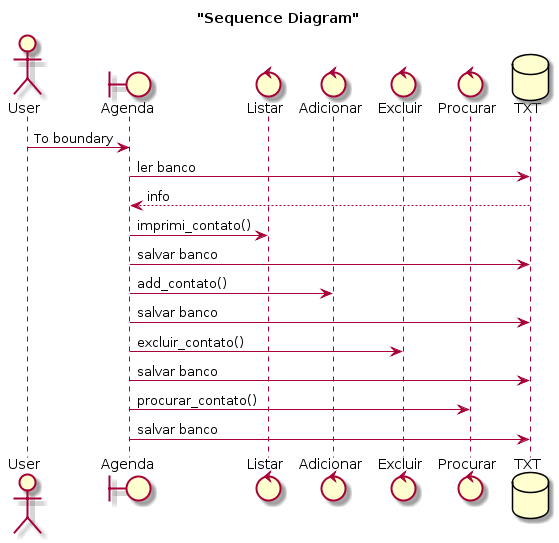 "Sequence Diagram"
User Agenda Listar Adicionar Excluir Procurar TXT
To boundary
ler banco
info
imprimi_contato()
salvar banco
add_contato()
salvar banco
excluir_contato()
salvar banco
procurar_contato()
salvar banco
User Agenda Listar Adicionar Excluir Procurar TXT